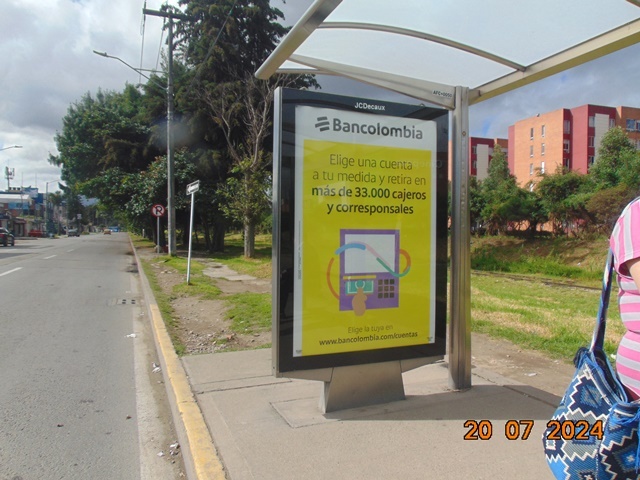 JCDecaux
Bancolombia
Elige una cuenta
a tu medida y retira en
más de 33.000 cajeros
y corresponsales
Elige la tuya en
www.bancolombia.com/cuentas
20 07 2024